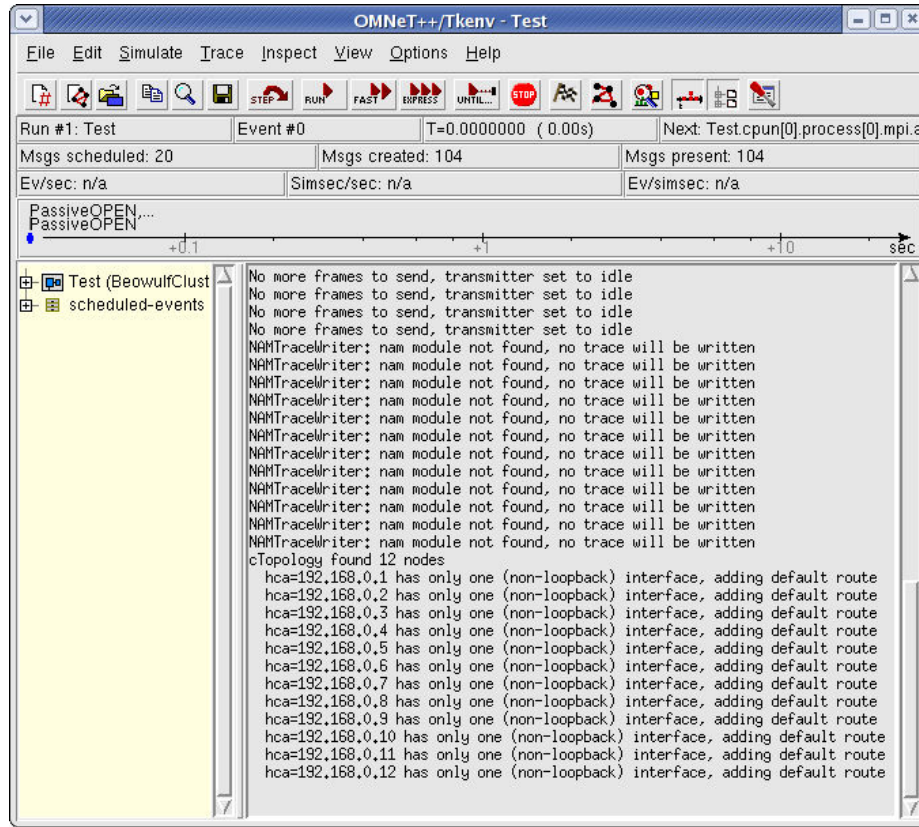 OMNeT++/Tkenv - Test
File Edit Simulate Trace Inspect View Options Help
STEP RUN FAST EXPRESS UNTIL... STOP
Run #1: Test Event #0 T=0.0000000 ( 0.00s) Next: Test.cpun[0].process[0].mpi.a
Msgs scheduled: 20 Msgs created: 104 Msgs present: 104
Ev/sec: n/a Simsec/sec: n/a Ev/simsec: n/a
PassiveOPEN,...
PassiveOPEN
+0.1 +1 +10 sec
Test (BeowulfClust
scheduled-events
No more frames to send, transmitter set to idle
No more frames to send, transmitter set to idle
No more frames to send, transmitter set to idle
No more frames to send, transmitter set to idle
NAMTraceWriter: nam module not found, no trace will be written
NAMTraceWriter: nam module not found, no trace will be written
NAMTraceWriter: nam module not found, no trace will be written
NAMTraceWriter: nam module not found, no trace will be written
NAMTraceWriter: nam module not found, no trace will be written
NAMTraceWriter: nam module not found, no trace will be written
NAMTraceWriter: nam module not found, no trace will be written
NAMTraceWriter: nam module not found, no trace will be written
NAMTraceWriter: nam module not found, no trace will be written
NAMTraceWriter: nam module not found, no trace will be written
NAMTraceWriter: nam module not found, no trace will be written
NAMTraceWriter: nam module not found, no trace will be written
cTopology found 12 nodes
hca=192.168.0.1 has only one (non-loopback) interface, adding default route
hca=192.168.0.2 has only one (non-loopback) interface, adding default route
hca=192.168.0.3 has only one (non-loopback) interface, adding default route
hca=192.168.0.4 has only one (non-loopback) interface, adding default route
hca=192.168.0.5 has only one (non-loopback) interface, adding default route
hca=192.168.0.6 has only one (non-loopback) interface, adding default route
hca=192.168.0.7 has only one (non-loopback) interface, adding default route
hca=192.168.0.8 has only one (non-loopback) interface, adding default route
hca=192.168.0.9 has only one (non-loopback) interface, adding default route
hca=192.168.0.10 has only one (non-loopback) interface, adding default route
hca=192.168.0.11 has only one (non-loopback) interface, adding default route
hca=192.168.0.12 has only one (non-loopback) interface, adding default route